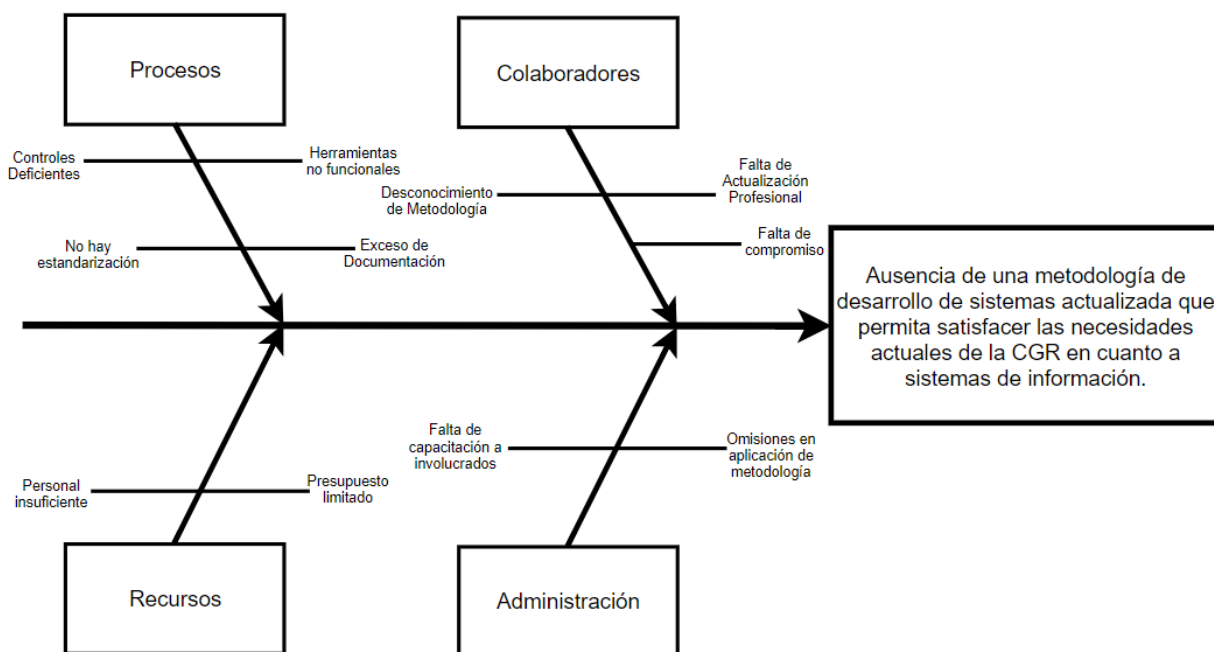 Procesos
Colaboradores
Controles
Deficientes
Herramientas
no funcionales
Desconocimiento
de Metodología
Falta de
Actualización
Profesional
No hay
estandarización
Exceso de
Documentación
Falta de
compromiso
Ausencia de una metodología de
desarrollo de sistemas actualizada que
permita satisfacer las necesidades
actuales de la CGR en cuanto a
sistemas de información.
Falta de
capacitación a
involucrados
Omisiones en
aplicación de
metodología
Personal
insuficiente
Presupuesto
limitado
Recursos
Administración